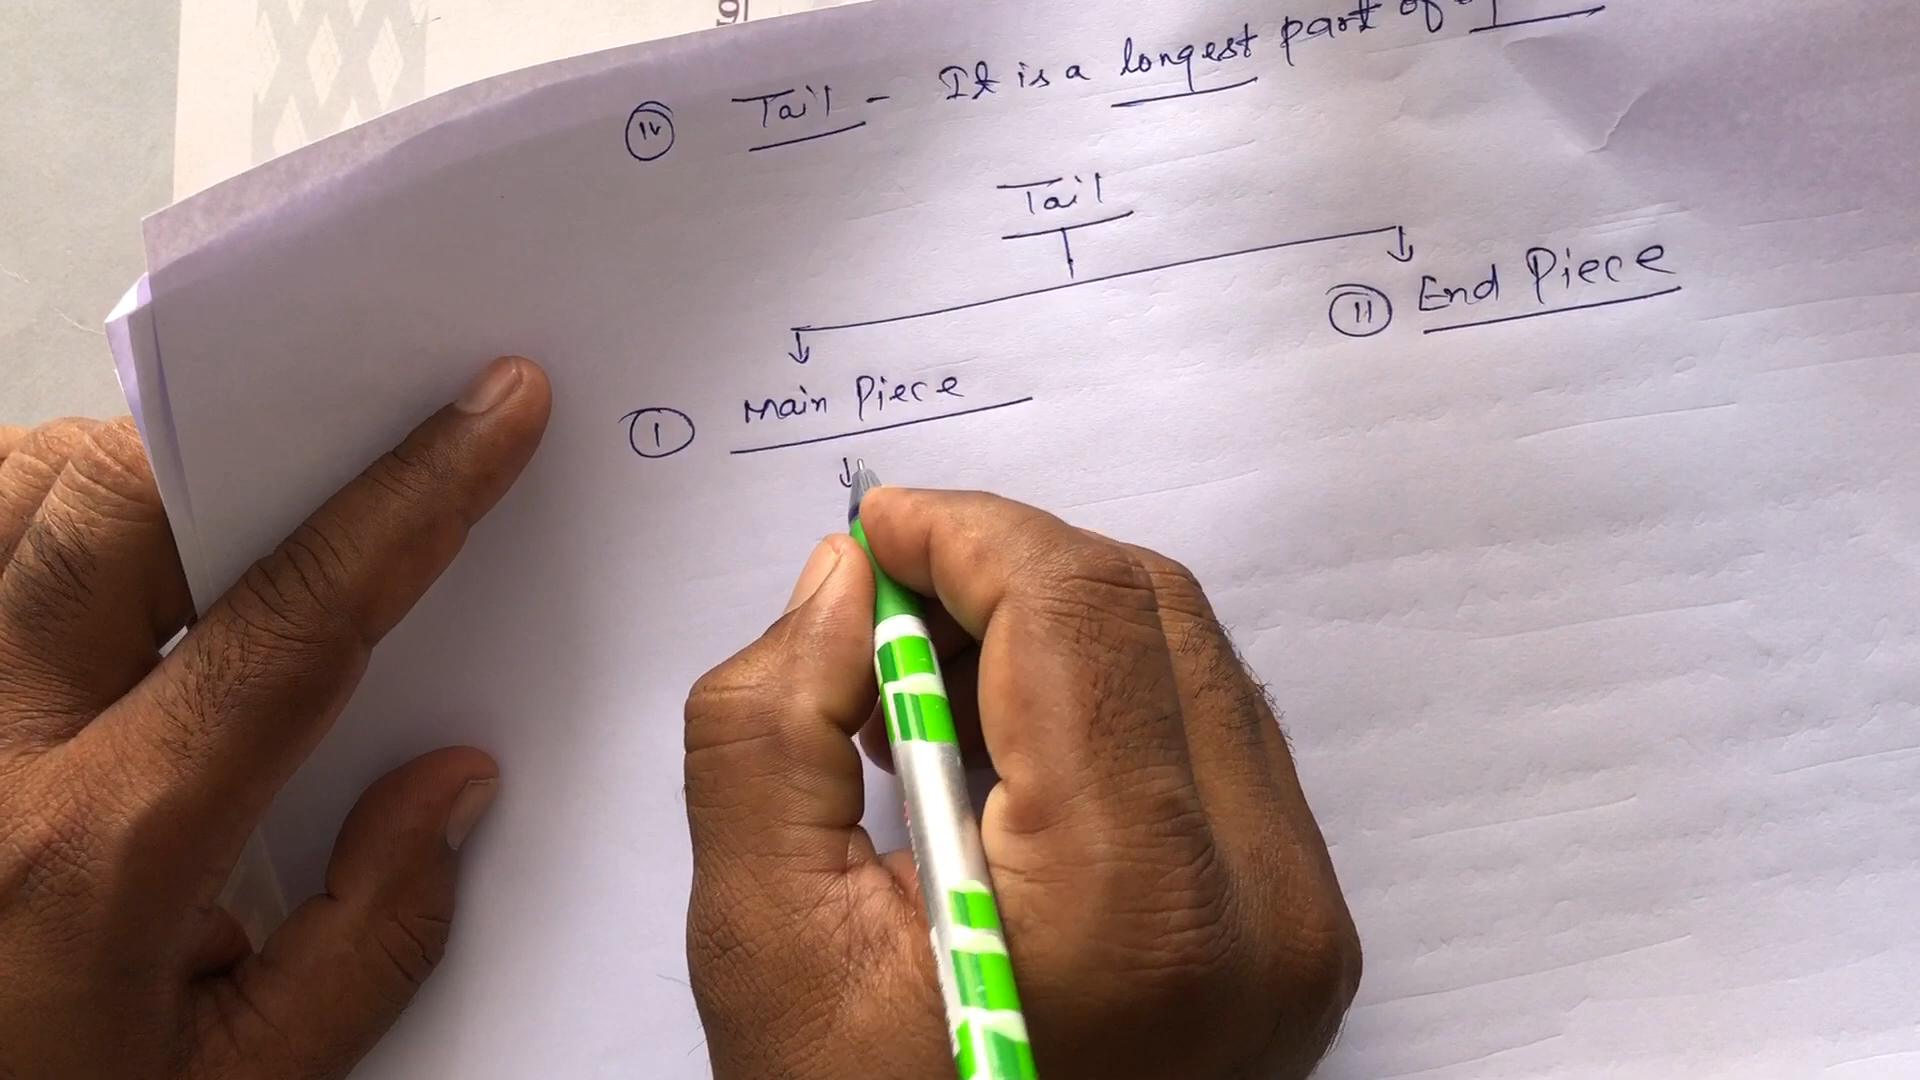 (iv) Tail - It is a longest part of
Tail
(ii) End Piece
(i) Main Piece